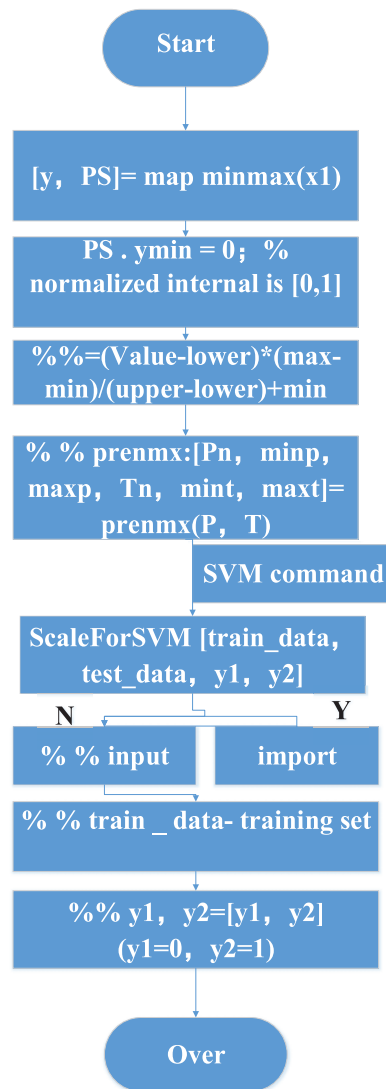 Start
[y，PS]= map minmax(x1)
PS . ymin = 0；%
normalized internal is [0,1]
%%=(Value-lower)*(max-
min)/(upper-lower)+min
% % prenmx:[Pn，minp，
maxp，Tn，mint，maxt]=
prenmx(P，T)
SVM command
ScaleForSVM [train_data，
test_data，y1，y2]
N
Y
% % input
import
% % train _ data- training set
%% y1，y2=[y1，y2]
(y1=0，y2=1)
Over